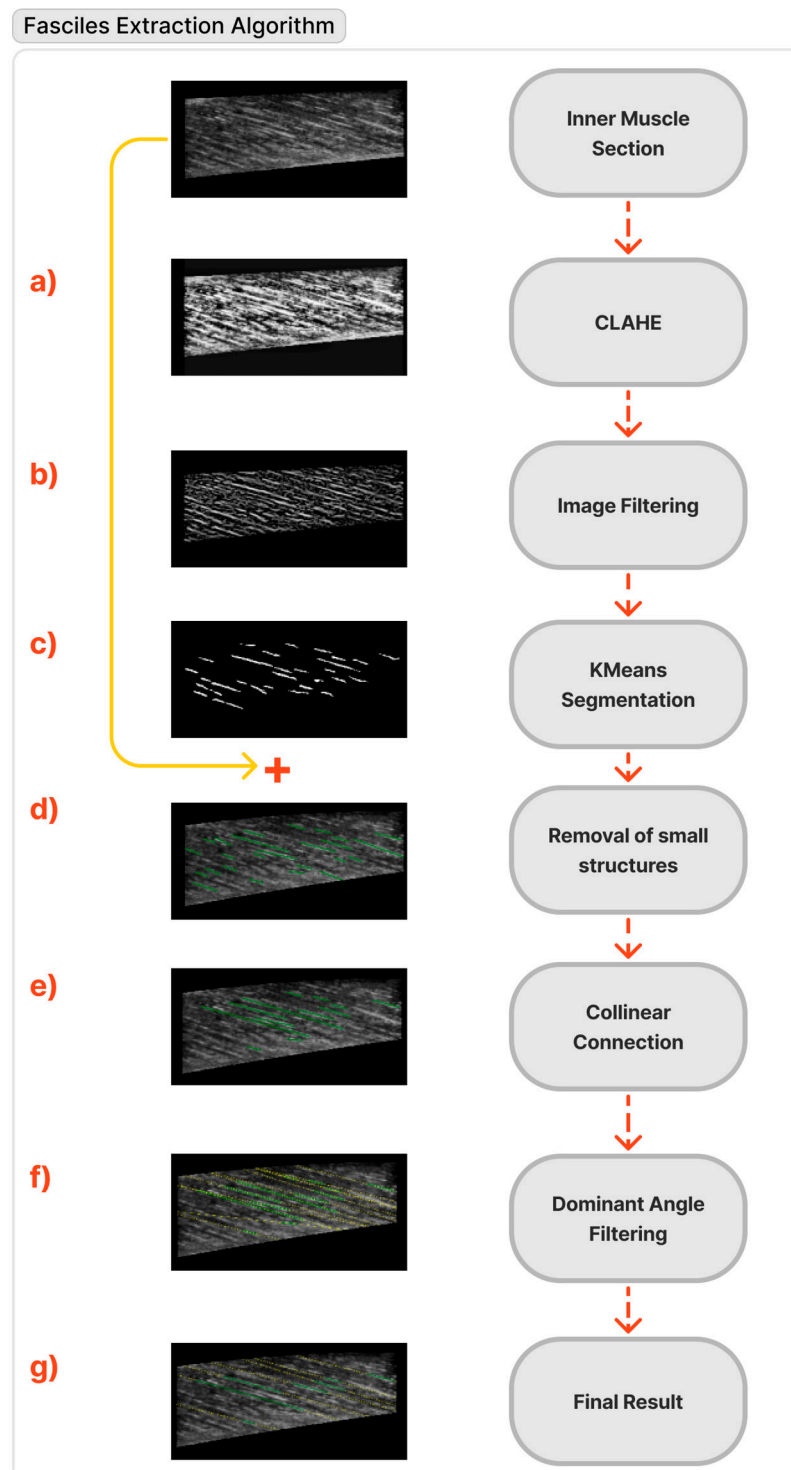 Fasciles Extraction Algorithm
Inner Muscle
Section
a)
CLAHE
b)
Image Filtering
c)
KMeans
Segmentation
+
d)
Removal of small
structures
e)
Collinear
Connection
f)
Dominant Angle
Filtering
g)
Final Result